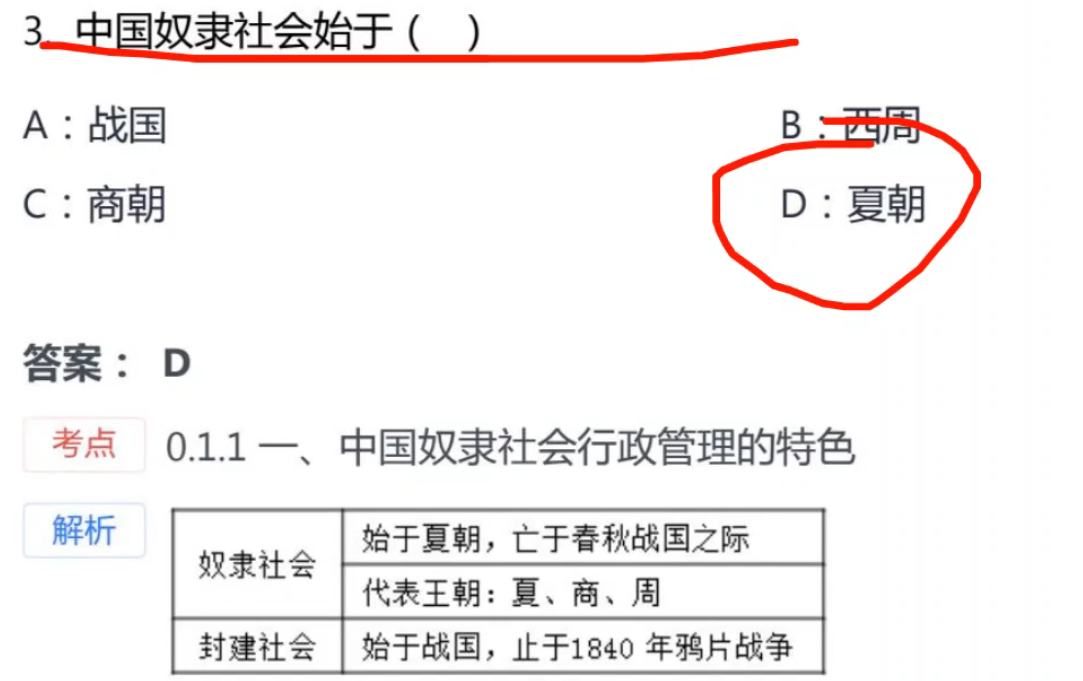 3. 中国奴隶社会始于（ ）
A：战国 B：西周
C：商朝 D：夏朝
答案： D
考点 0.1.1 一、中国奴隶社会行政管理的特色
解析
奴隶社会 始于夏朝，亡于春秋战国之际
代表王朝：夏、商、周
封建社会 始于战国，止于1840 年鸦片战争